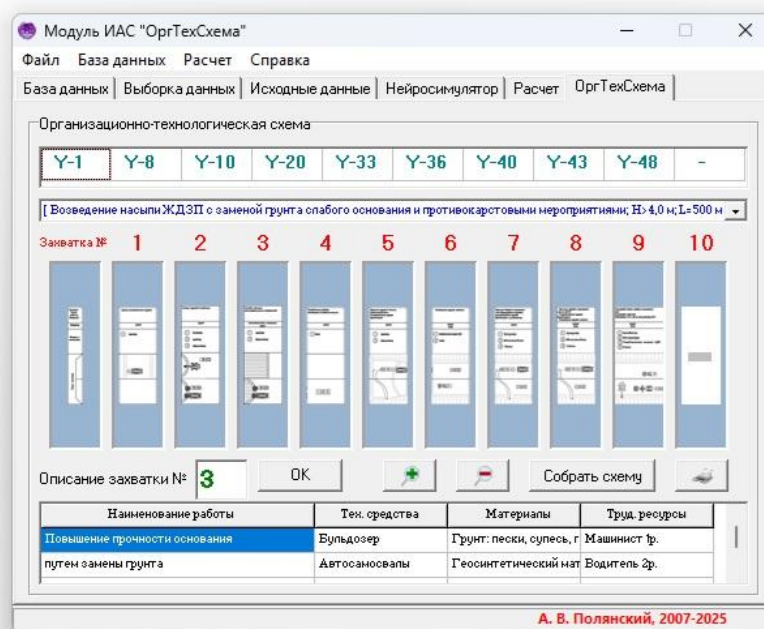 Модуль ИАС "ОргТехСхема"
Файл База данных Расчет Справка
База данных Выборка данных Исходные данные Нейросимулятор Расчет ОргТехСхема
Организационно-технологическая схема
Y-1 Y-8 Y-10 Y-20 Y-33 Y-36 Y-40 Y-43 Y-48 -
[ Возведение насыпи ЖДЗП с заменой грунта слабого основания и противокарстовыми мероприятиями; H>4,0 м; L=500 м
Захватка № 1 2 3 4 5 6 7 8 9 10
Описание захватки № 3 OK Собрать схему
Наименование работы Тех. средства Материалы Труд. ресурсы
Повышение прочности основания Бульдозер Грунт: пески, супесь, г Машинист 1р.
путем замены грунта Автосамосвалы Геосинтетический мат Водитель 2р.
А. В. Полянский, 2007-2025